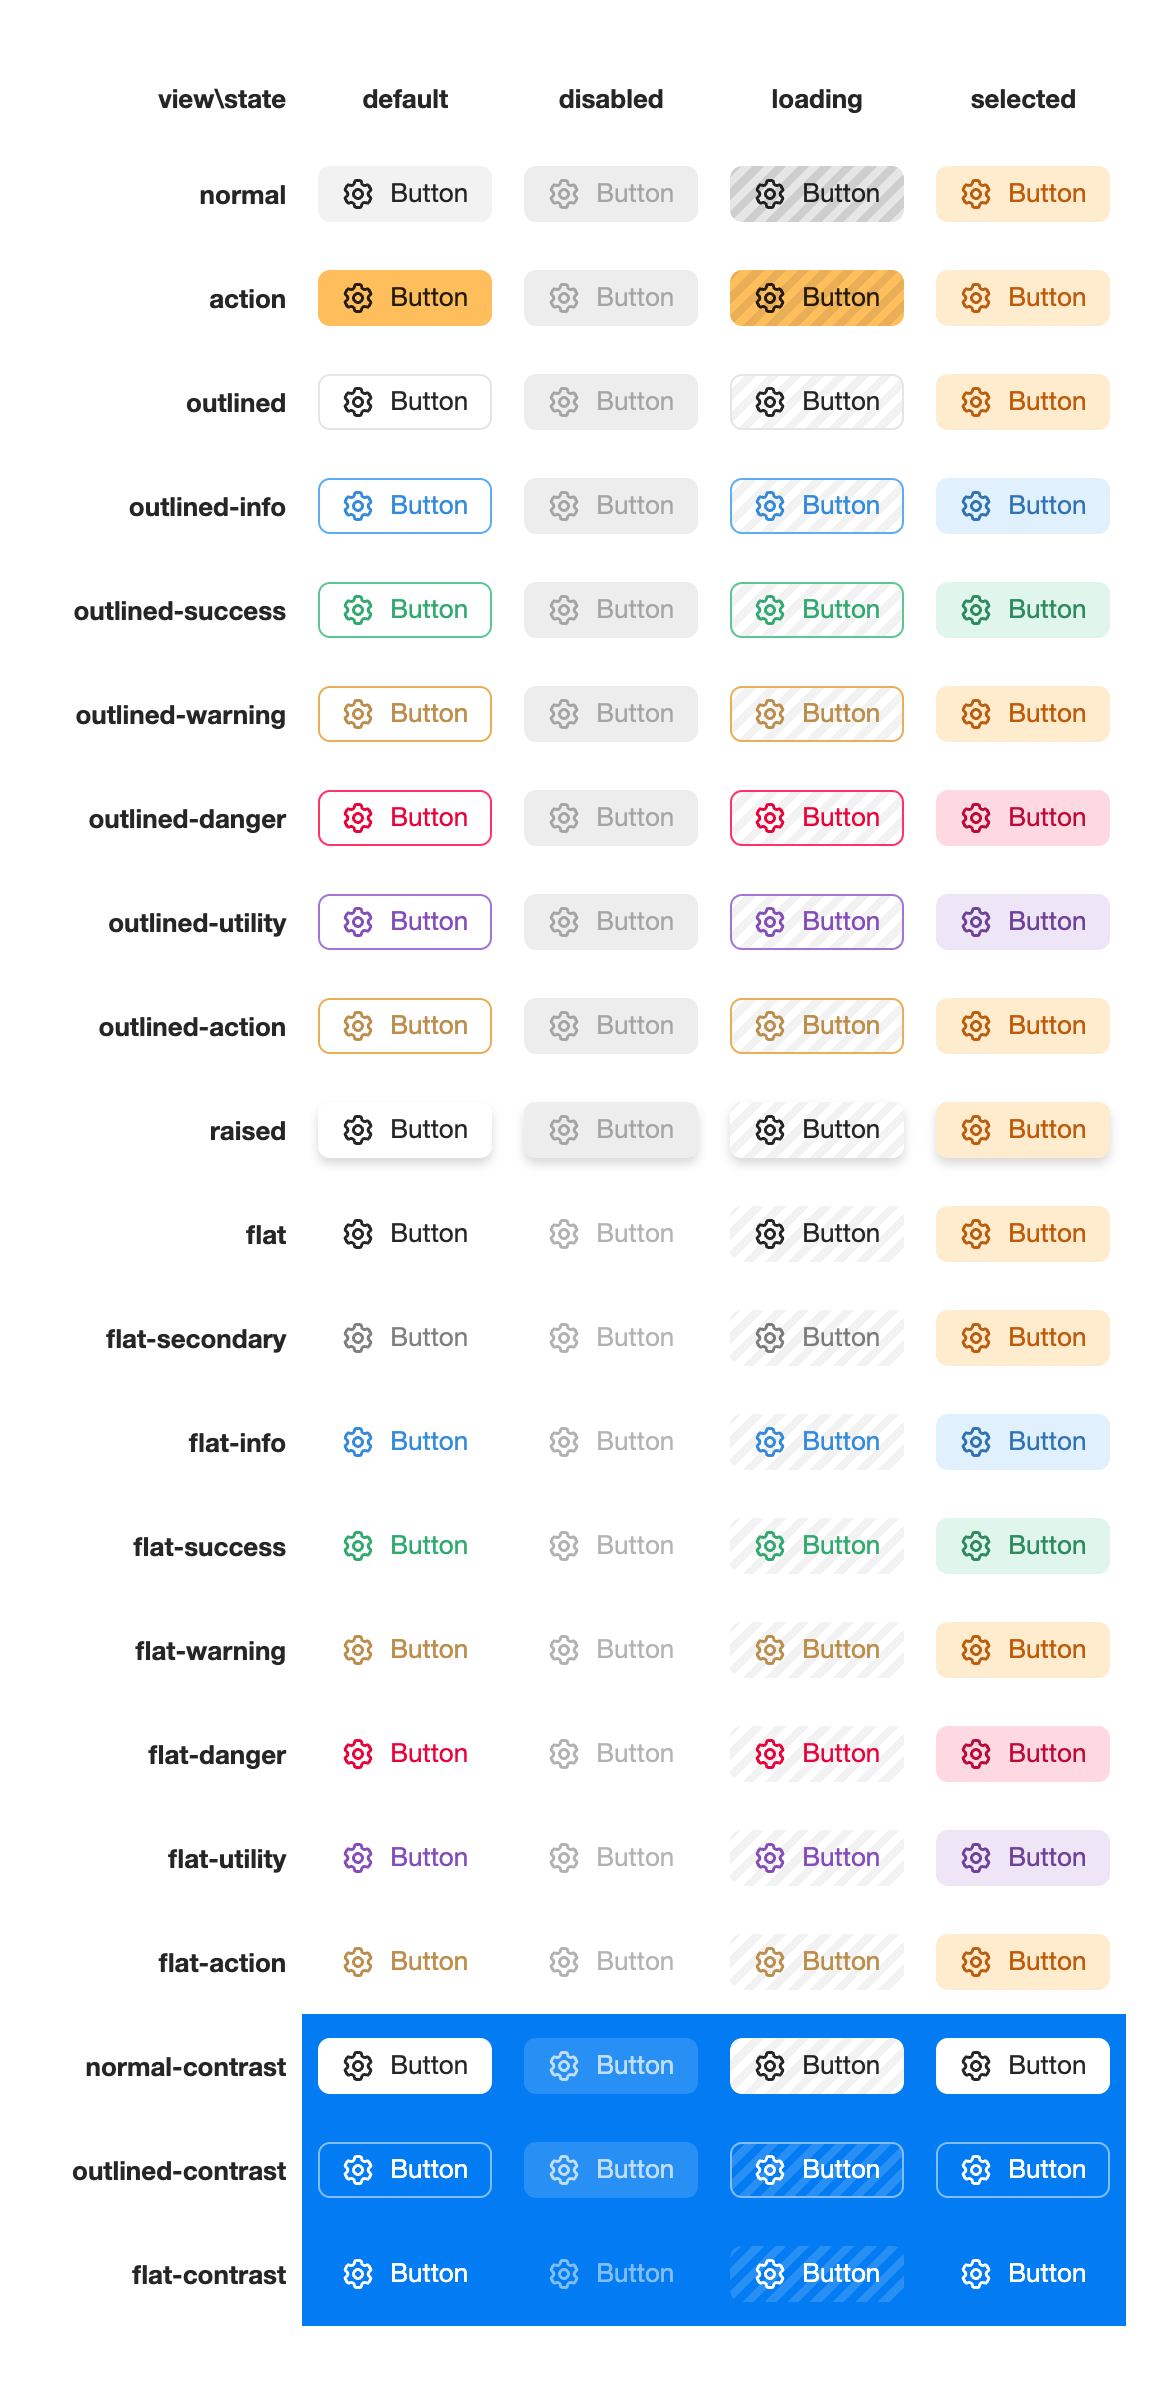 view\state default disabled loading selected
normal Button Button Button Button
action Button Button Button Button
outlined Button Button Button Button
outlined-info Button Button Button Button
outlined-success Button Button Button Button
outlined-warning Button Button Button Button
outlined-danger Button Button Button Button
outlined-utility Button Button Button Button
outlined-action Button Button Button Button
raised Button Button Button Button
flat Button Button Button Button
flat-secondary Button Button Button Button
flat-info Button Button Button Button
flat-success Button Button Button Button
flat-warning Button Button Button Button
flat-danger Button Button Button Button
flat-utility Button Button Button Button
flat-action Button Button Button Button
normal-contrast Button Button Button Button
outlined-contrast Button Button Button Button
flat-contrast Button Button Button Button